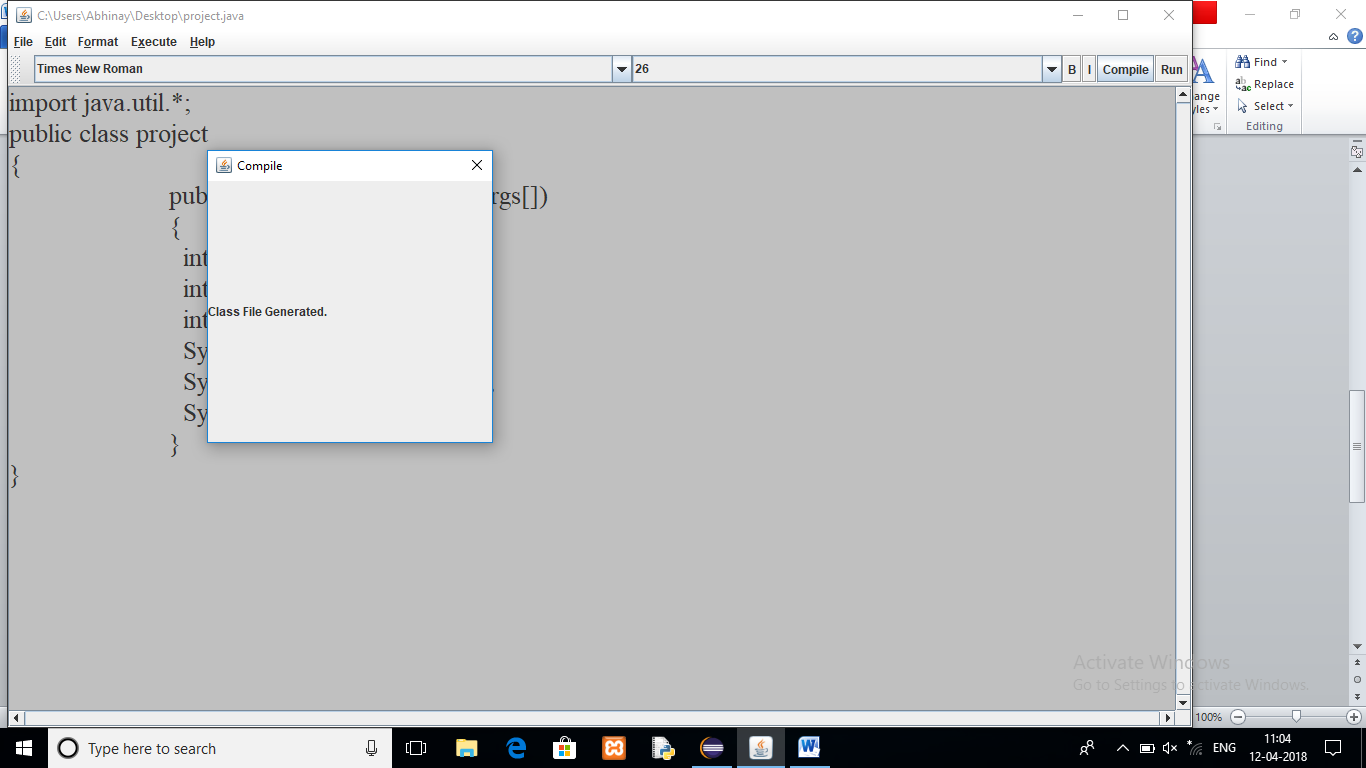 C:\Users\Abhinay\Desktop\project.java
File Edit Format Execute Help
Times New Roman 26 B I Compile Run
import java.util.*;
public class project
{
pub rgs[])
{
int
int
int
Sy
Sy
Sy
}
}
Compile
Class File Generated.
Find
Replace
Select
Editing
ange
yles
Activate Windows
Go to Settings to activate Windows.
100%
Type here to search
ENG
11:04
12-04-2018